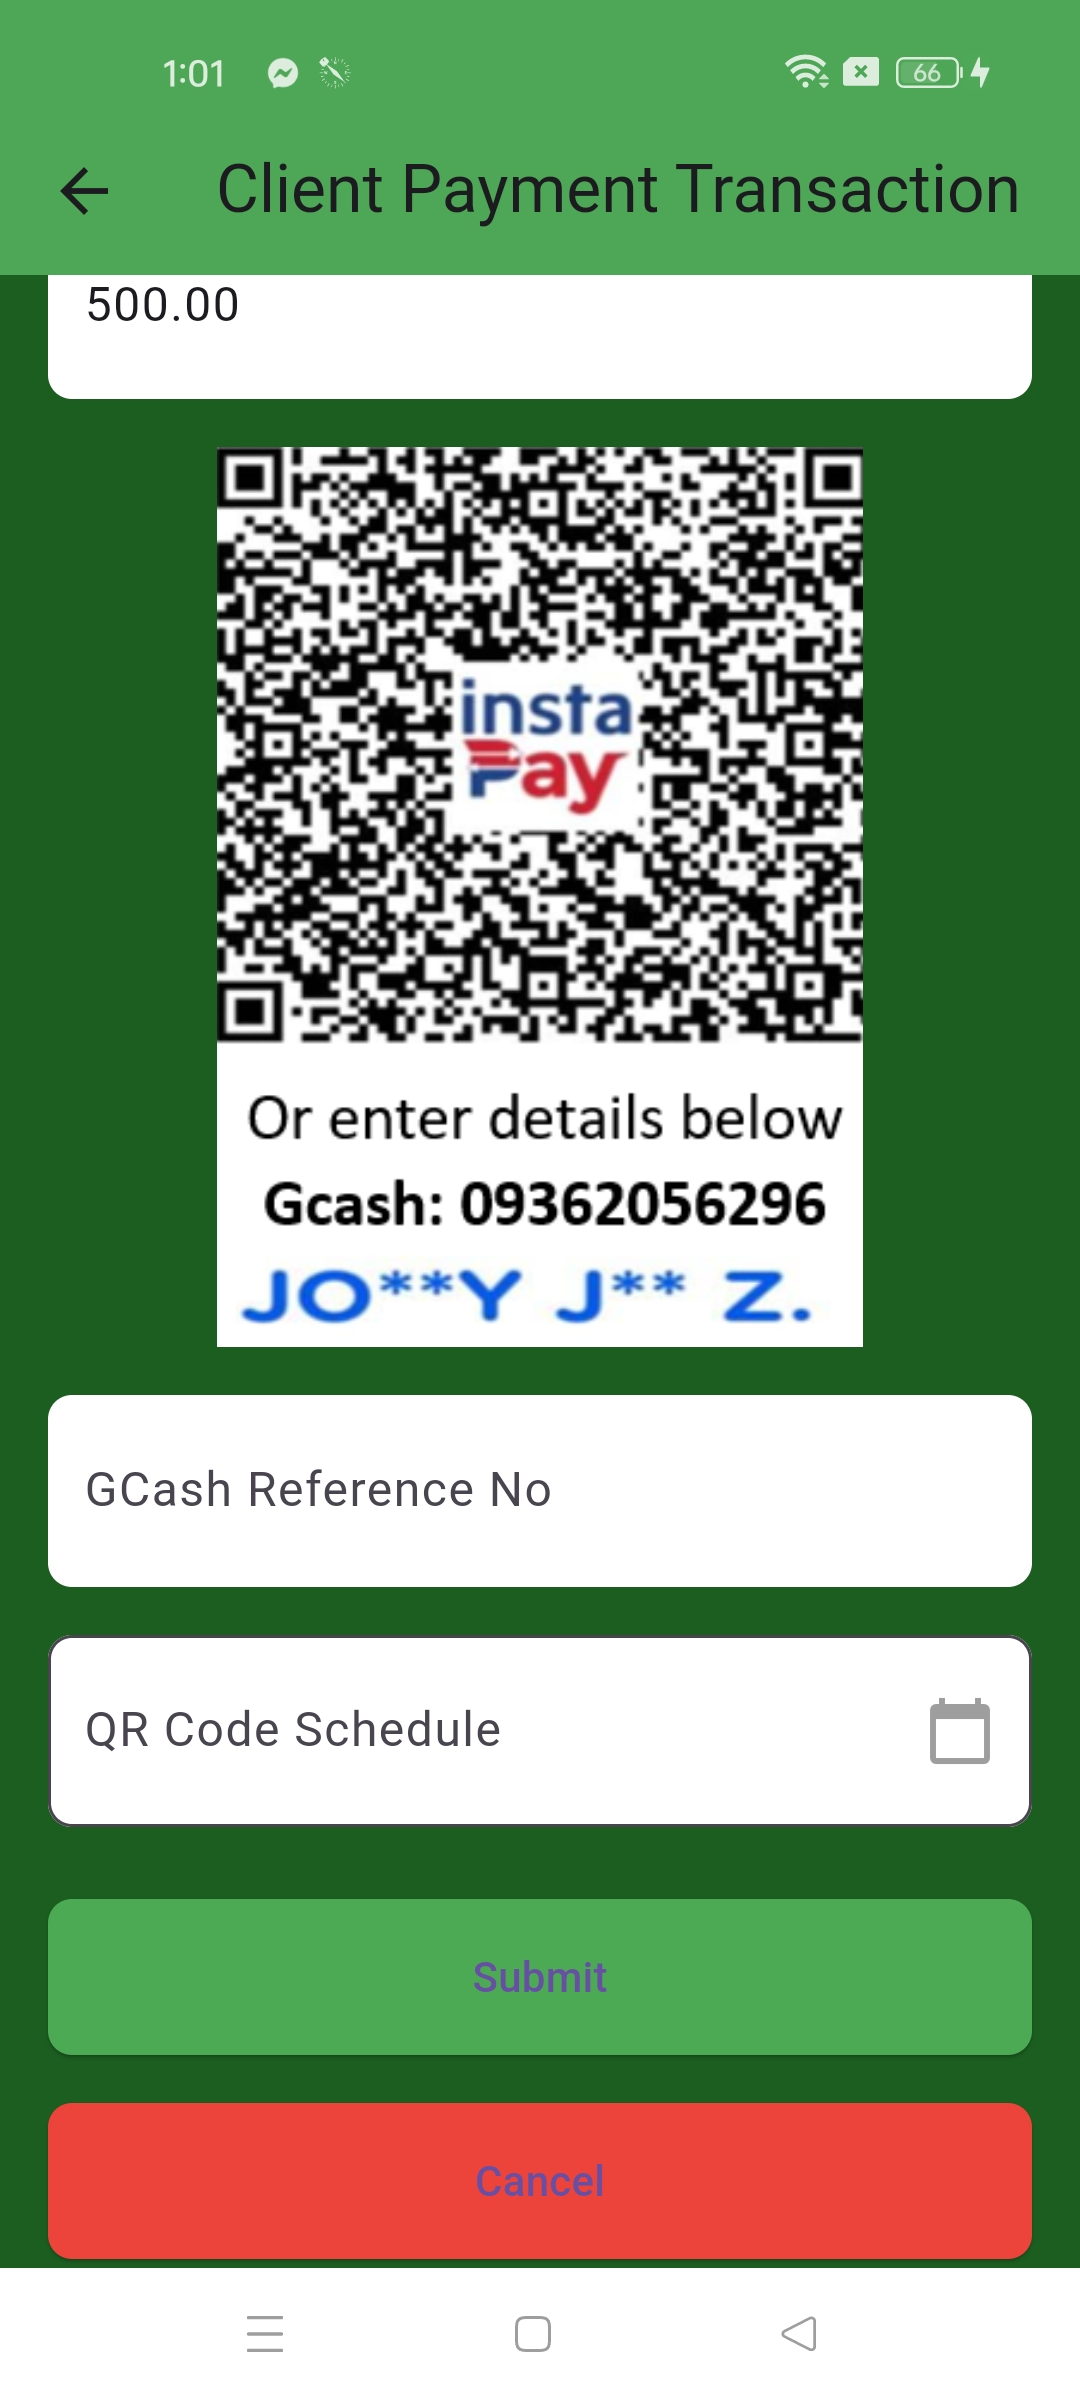 1:01
66
Client Payment Transaction
500.00
insta
Pay
Or enter details below
Gcash: 09362056296
JO**Y J** Z.
GCash Reference No
QR Code Schedule
Submit
Cancel